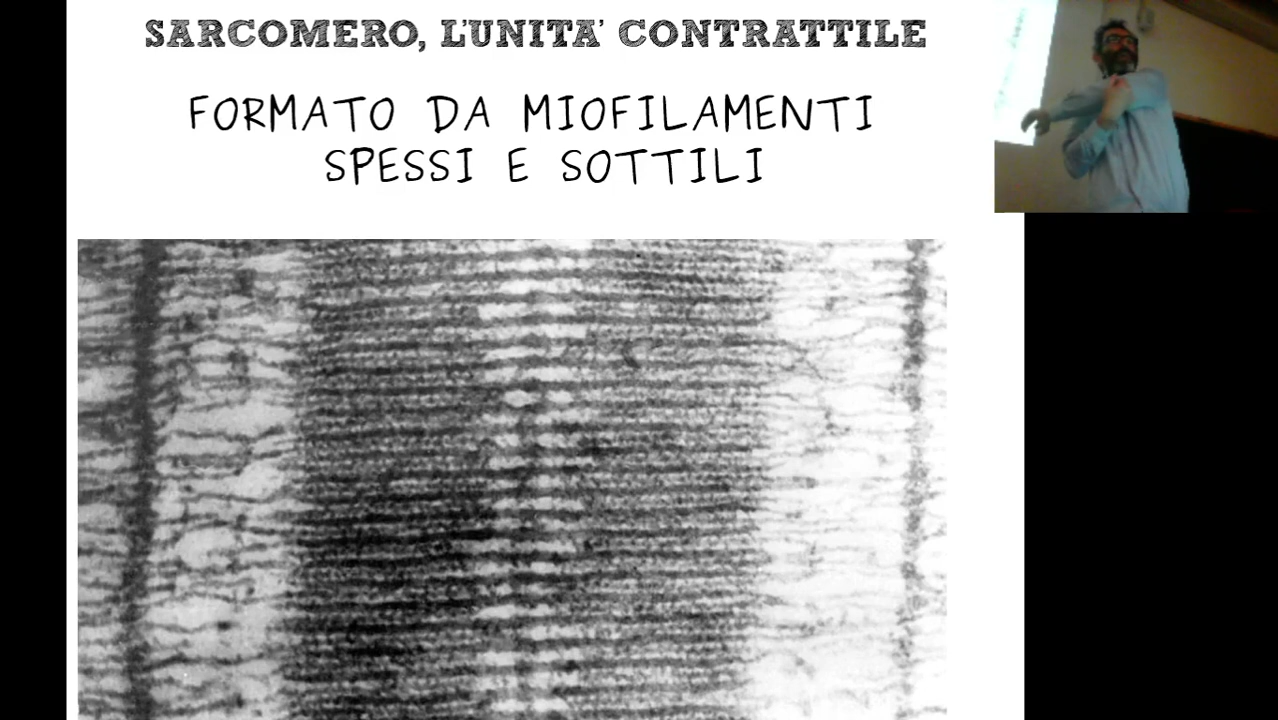 SARCOMERO, L'UNITA' CONTRATTILE
FORMATO DA MIOFILAMENTI
SPESSI E SOTTILI